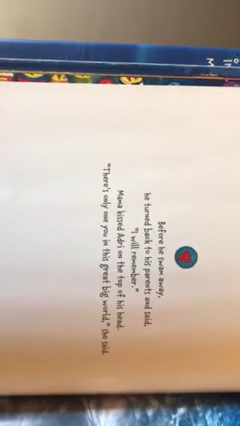 Before he swam away,
he turned back to his parents and said,
"I will remember."
Mama kissed Adri on the top of his head.
"There's only one you in this great big world," she said.